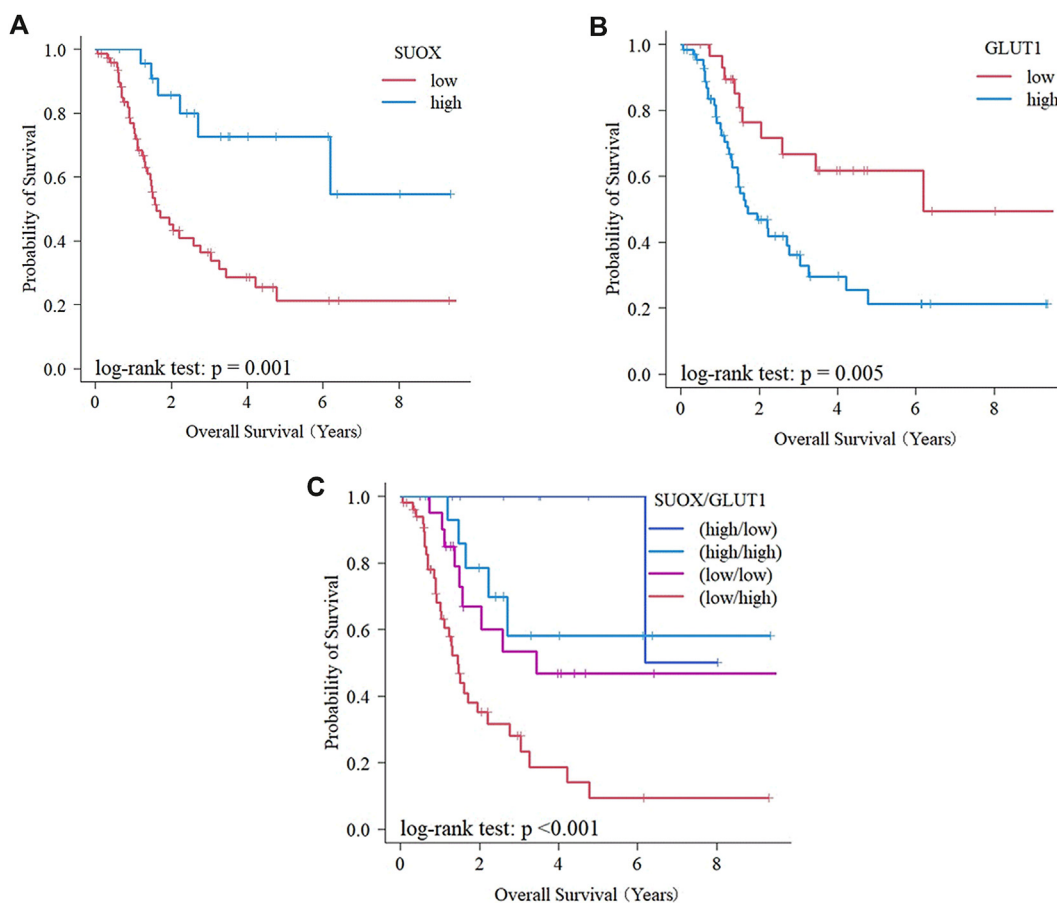 A
SUOX
low
high
1.0
0.8
0.6
0.4
0.2
0.0
Probability of Survival
log-rank test: p = 0.001
0 2 4 6 8
Overall Survival (Years)
B
GLUT1
low
high
1.0
0.8
0.6
0.4
0.2
0.0
Probability of Survival
log-rank test: p = 0.005
0 2 4 6 8
Overall Survival (Years)
C
SUOX/GLUT1
(high/low)
(high/high)
(low/low)
(low/high)
1.0
0.8
0.6
0.4
0.2
0.0
Probability of Survival
log-rank test: p <0.001
0 2 4 6 8
Overall Survival (Years)